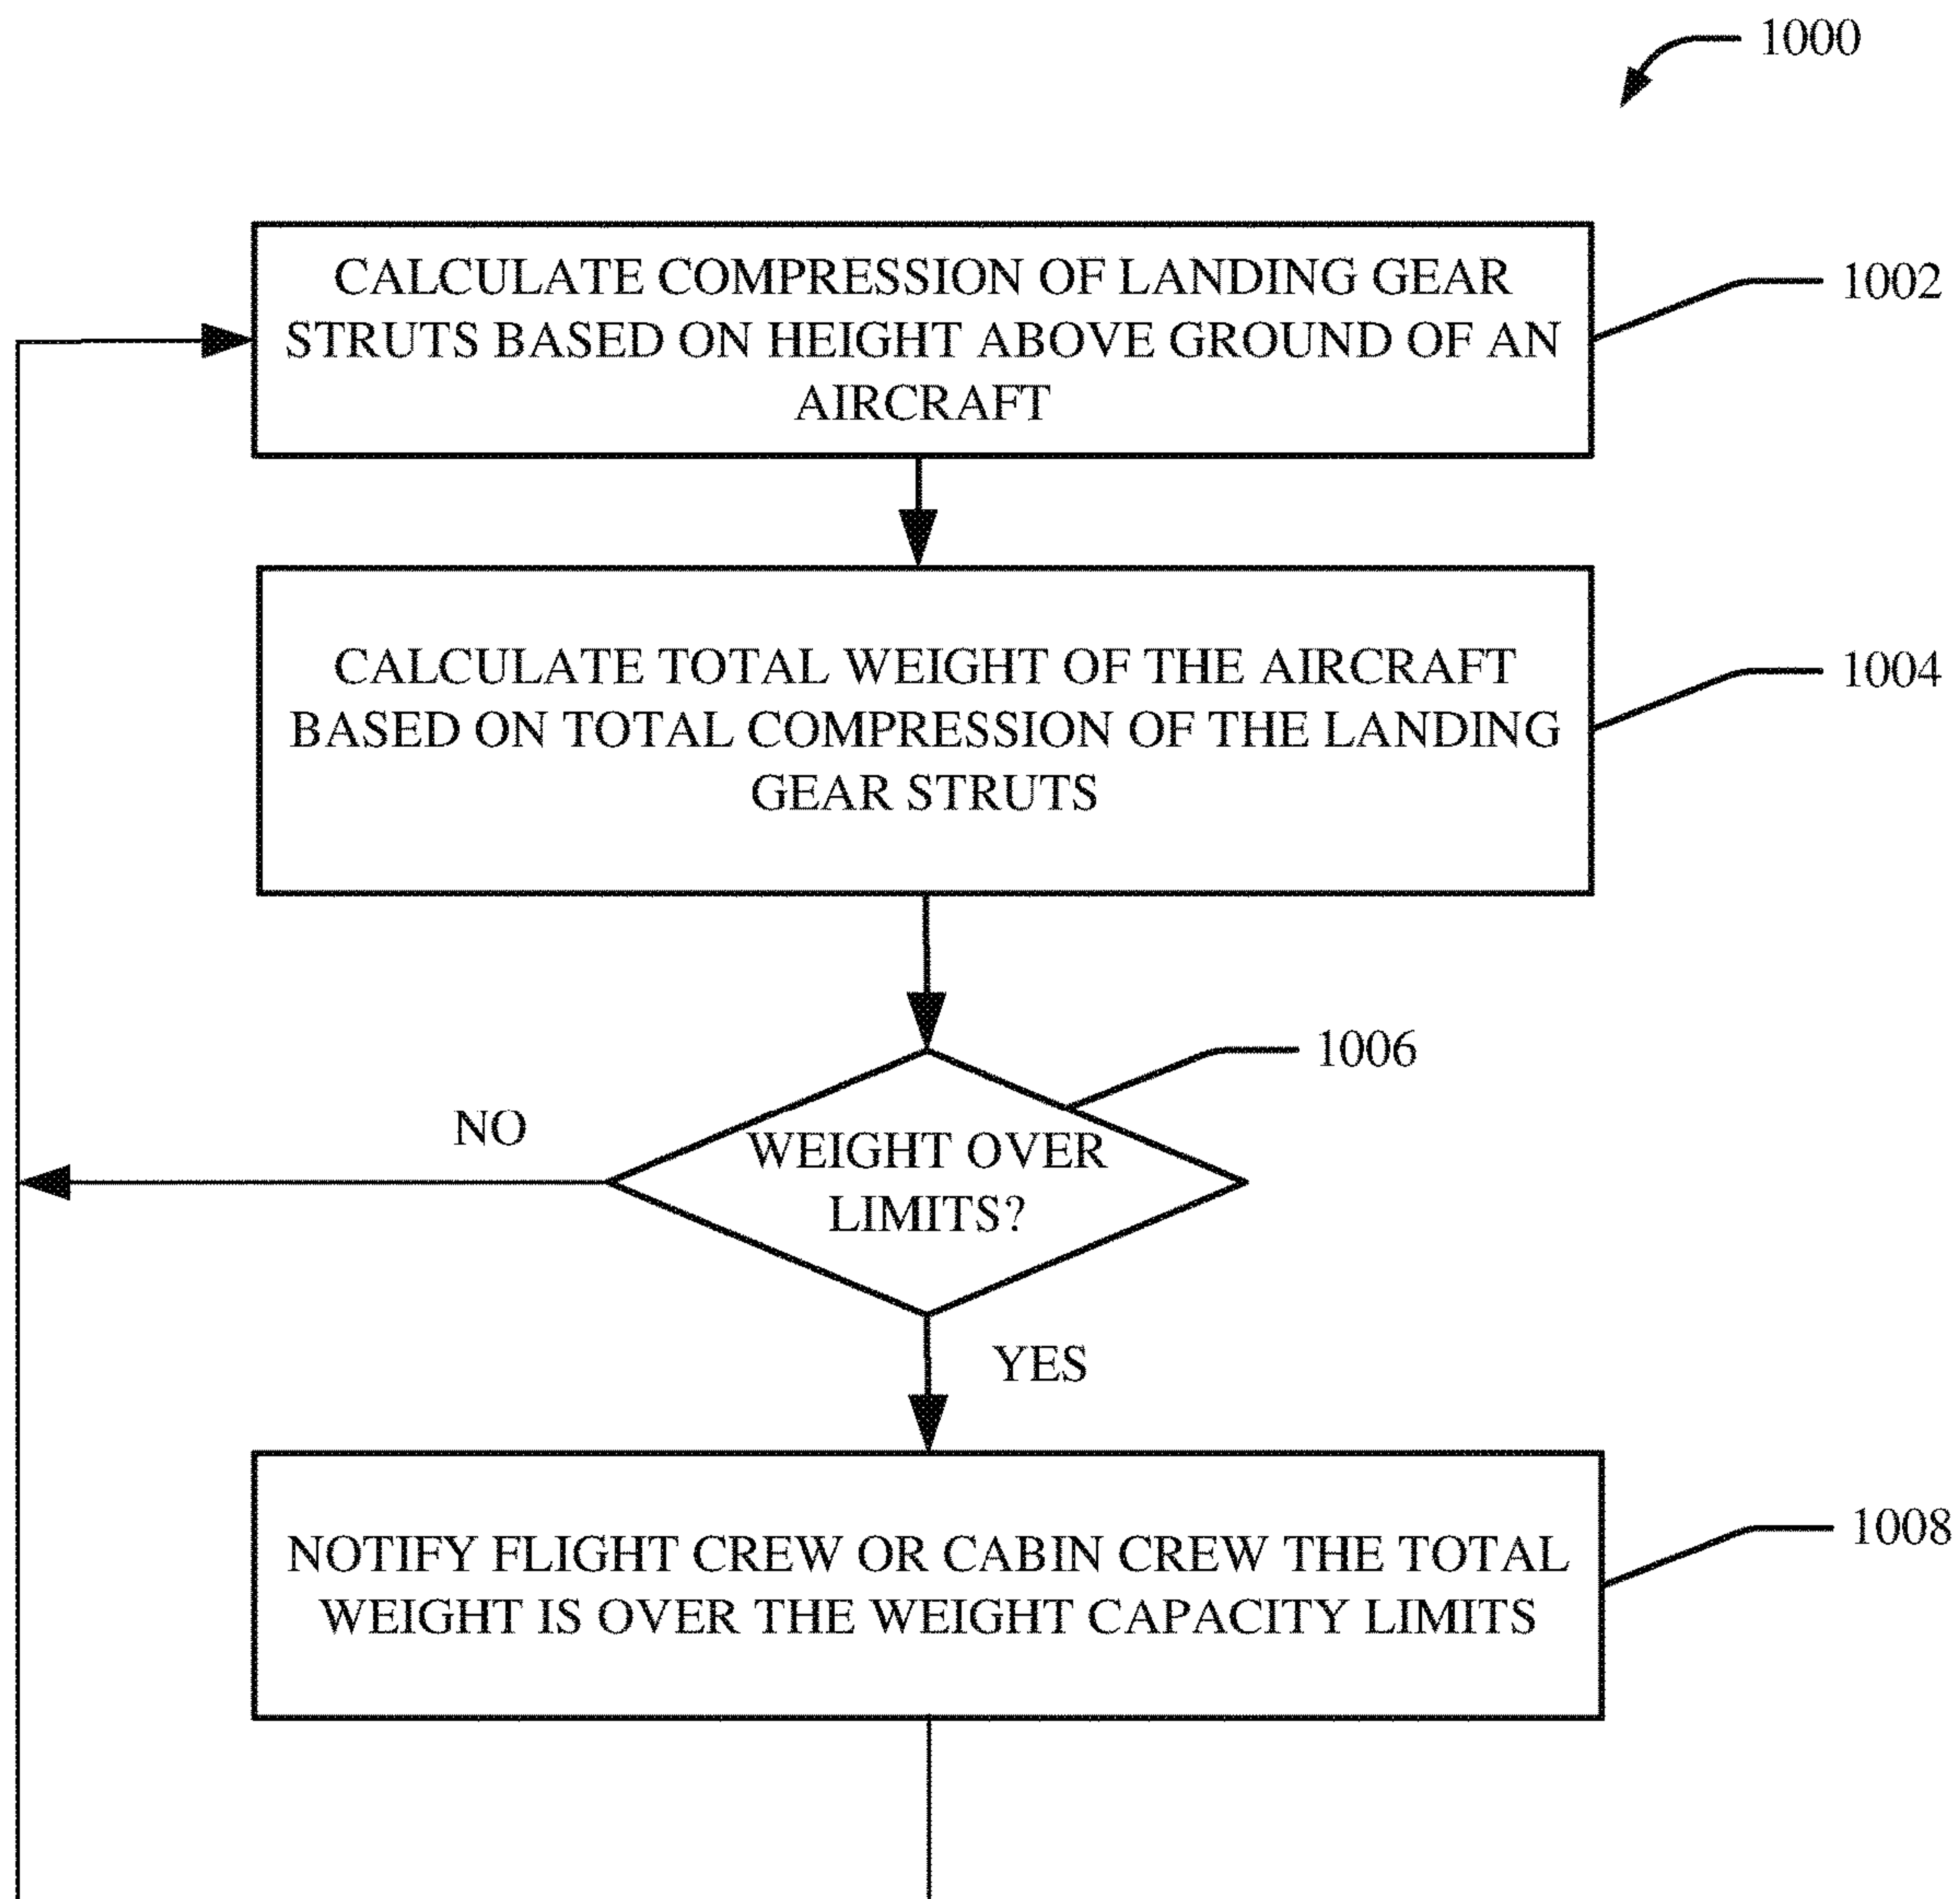 1000
CALCULATE COMPRESSION OF LANDING GEAR
STRUTS BASED ON HEIGHT ABOVE GROUND OF AN
AIRCRAFT
1002
CALCULATE TOTAL WEIGHT OF THE AIRCRAFT
BASED ON TOTAL COMPRESSION OF THE LANDING
GEAR STRUTS
1004
1006
NO
WEIGHT OVER
LIMITS?
YES
NOTIFY FLIGHT CREW OR CABIN CREW THE TOTAL
WEIGHT IS OVER THE WEIGHT CAPACITY LIMITS
1008